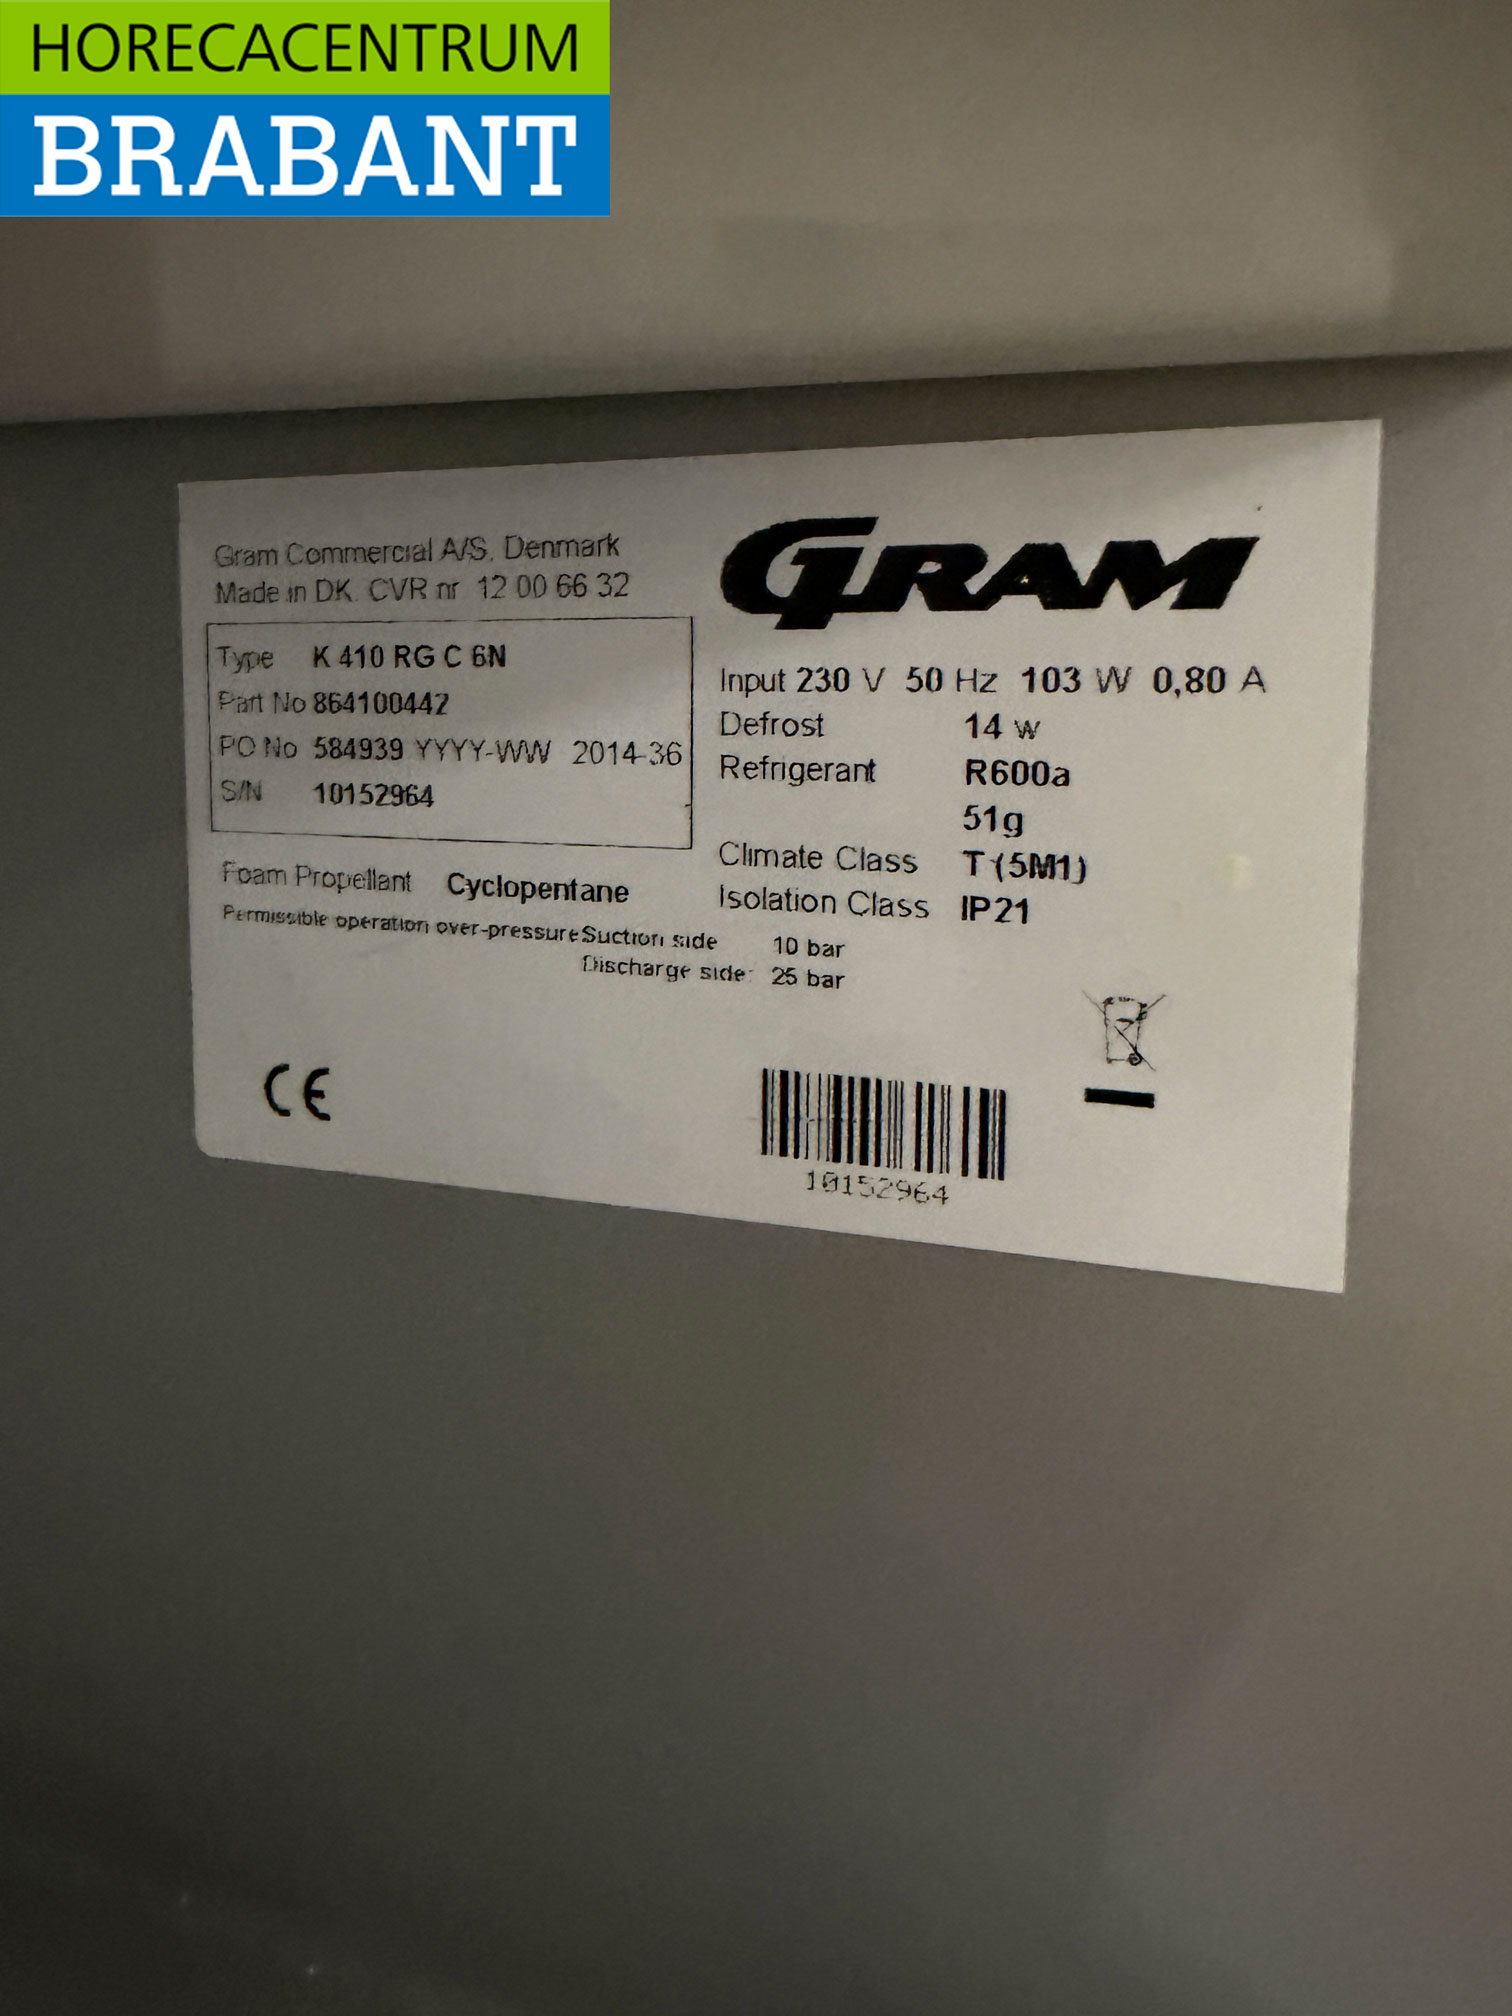 HORECACENTRUM
BRABANT
Gram Commercial A/S. Denmark
Made in DK. CVR nr 12 00 66 32
GRAM
Type K 410 RG C 6N
Part No 864100442
PO No 584939 YYYY-WW 2014-36
S/N 10152964
Input 230 V 50 Hz 103 W 0,80 A
Defrost 14 w
Refrigerant R600a
51g
Climate Class T (5M1)
Isolation Class IP21
Foam Propellant Cyclopentane
Permissible operation over-pressure Suction side 10 bar
Discharge side: 25 bar
CE
10152964